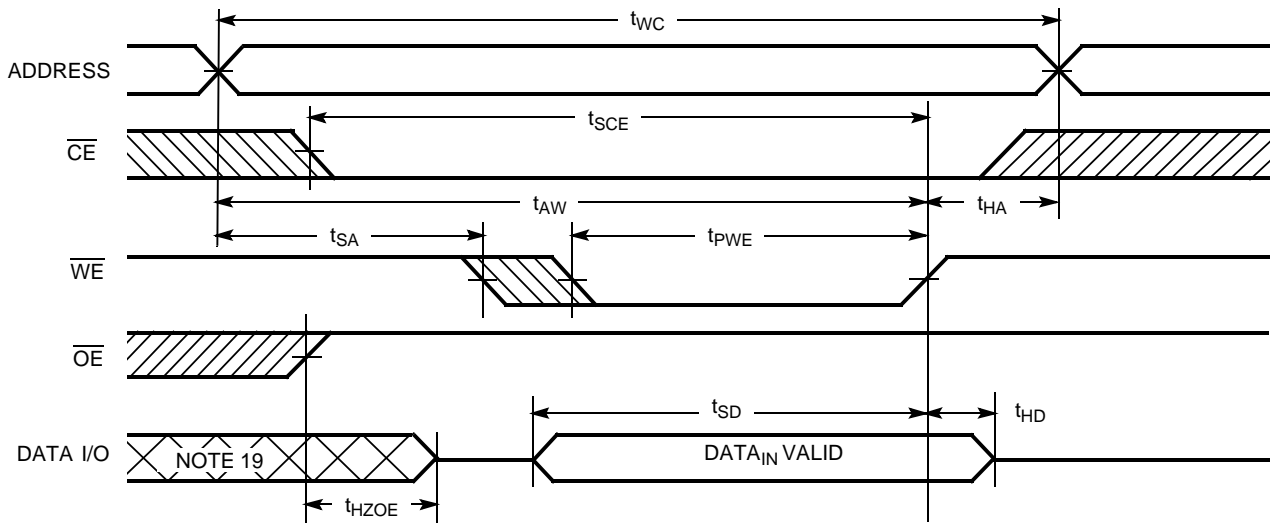 tWC
ADDRESS
tSCE
CE
tAW
tHA
tSA
tPWE
WE
OE
tSD
tHD
DATA I/O
NOTE 19
DATAIN VALID
tHZOE